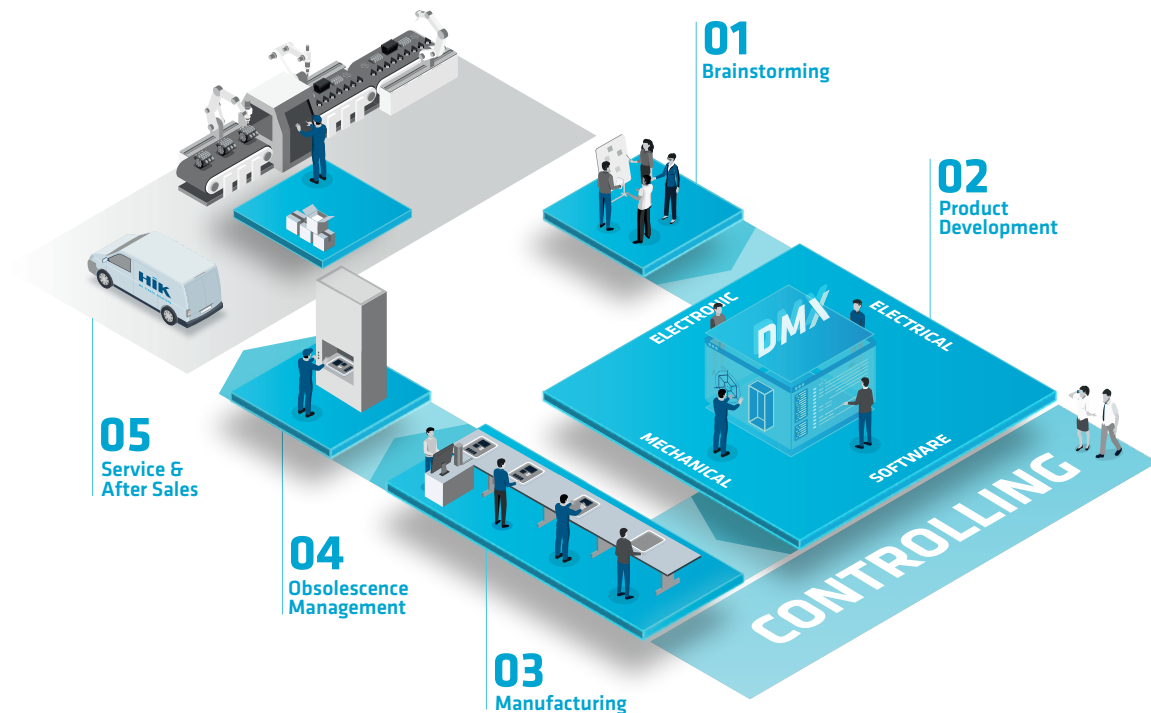 01
Brainstorming
02
Product
Development
ELECTRONIC
ELECTRICAL
DMX
MECHANICAL
SOFTWARE
CONTROLLING
HIK
05
Service &
After Sales
04
Obsolescence
Management
03
Manufacturing